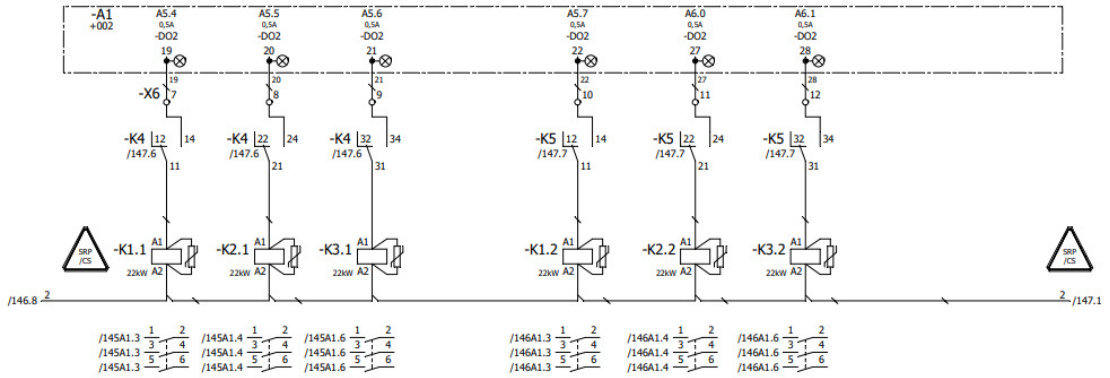 -A1 A5.4 A5.5 A5.6 A5.7 A6.0 A6.1
+002 0,5A 0,5A 0,5A 0,5A 0,5A 0,5A
-DO2 -DO2 -DO2 -DO2 -DO2 -DO2
19 20 21 22 27 28
19 20 21 22 27 28
-X6 7 8 9 10 11 12
-K4 12 14 -K4 22 24 -K4 32 34 -K5 12 14 -K5 22 24 -K5 32 34
/147.6 /147.6 /147.6 /147.7 /147.7 /147.7
11 21 31 11 21 31
SRP -K1.1 A1 -K2.1 A1 -K3.1 A1 -K1.2 A1 -K2.2 A1 -K3.2 A1 SRP
/CS /CS
22kW A2 22kW A2 22kW A2 22kW A2 22kW A2 22kW A2
/146.8 2 2 /147.1
/145A1.3 1 2 /145A1.4 1 2 /145A1.6 1 2 /146A1.3 1 2 /146A1.4 1 2 /146A1.6 1 2
/145A1.3 3 4 /145A1.4 3 4 /145A1.6 3 4 /146A1.3 3 4 /146A1.4 3 4 /146A1.6 3 4
/145A1.3 5 6 /145A1.4 5 6 /145A1.6 5 6 /146A1.3 5 6 /146A1.4 5 6 /146A1.6 5 6